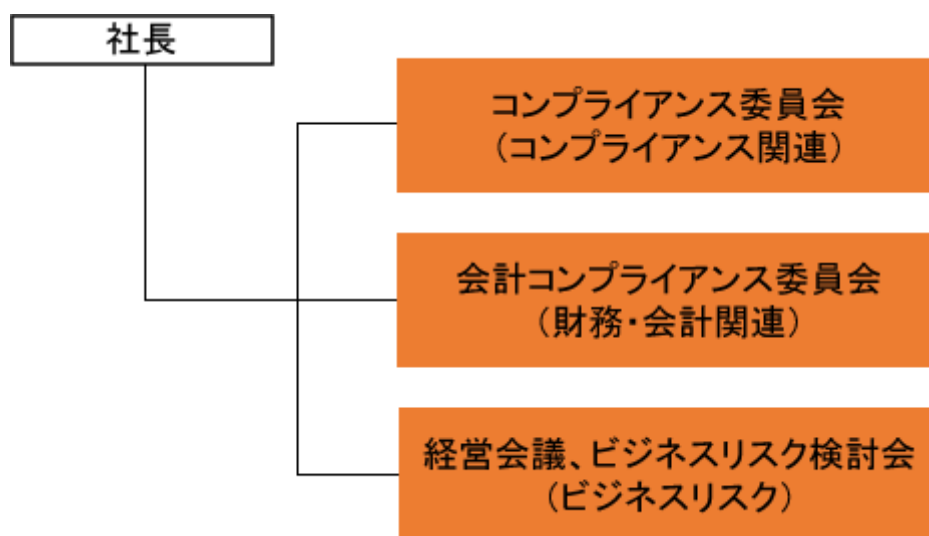 社長
コンプライアンス委員会
（コンプライアンス関連）
会計コンプライアンス委員会
（財務・会計関連）
経営会議、ビジネスリスク検討会
（ビジネスリスク）